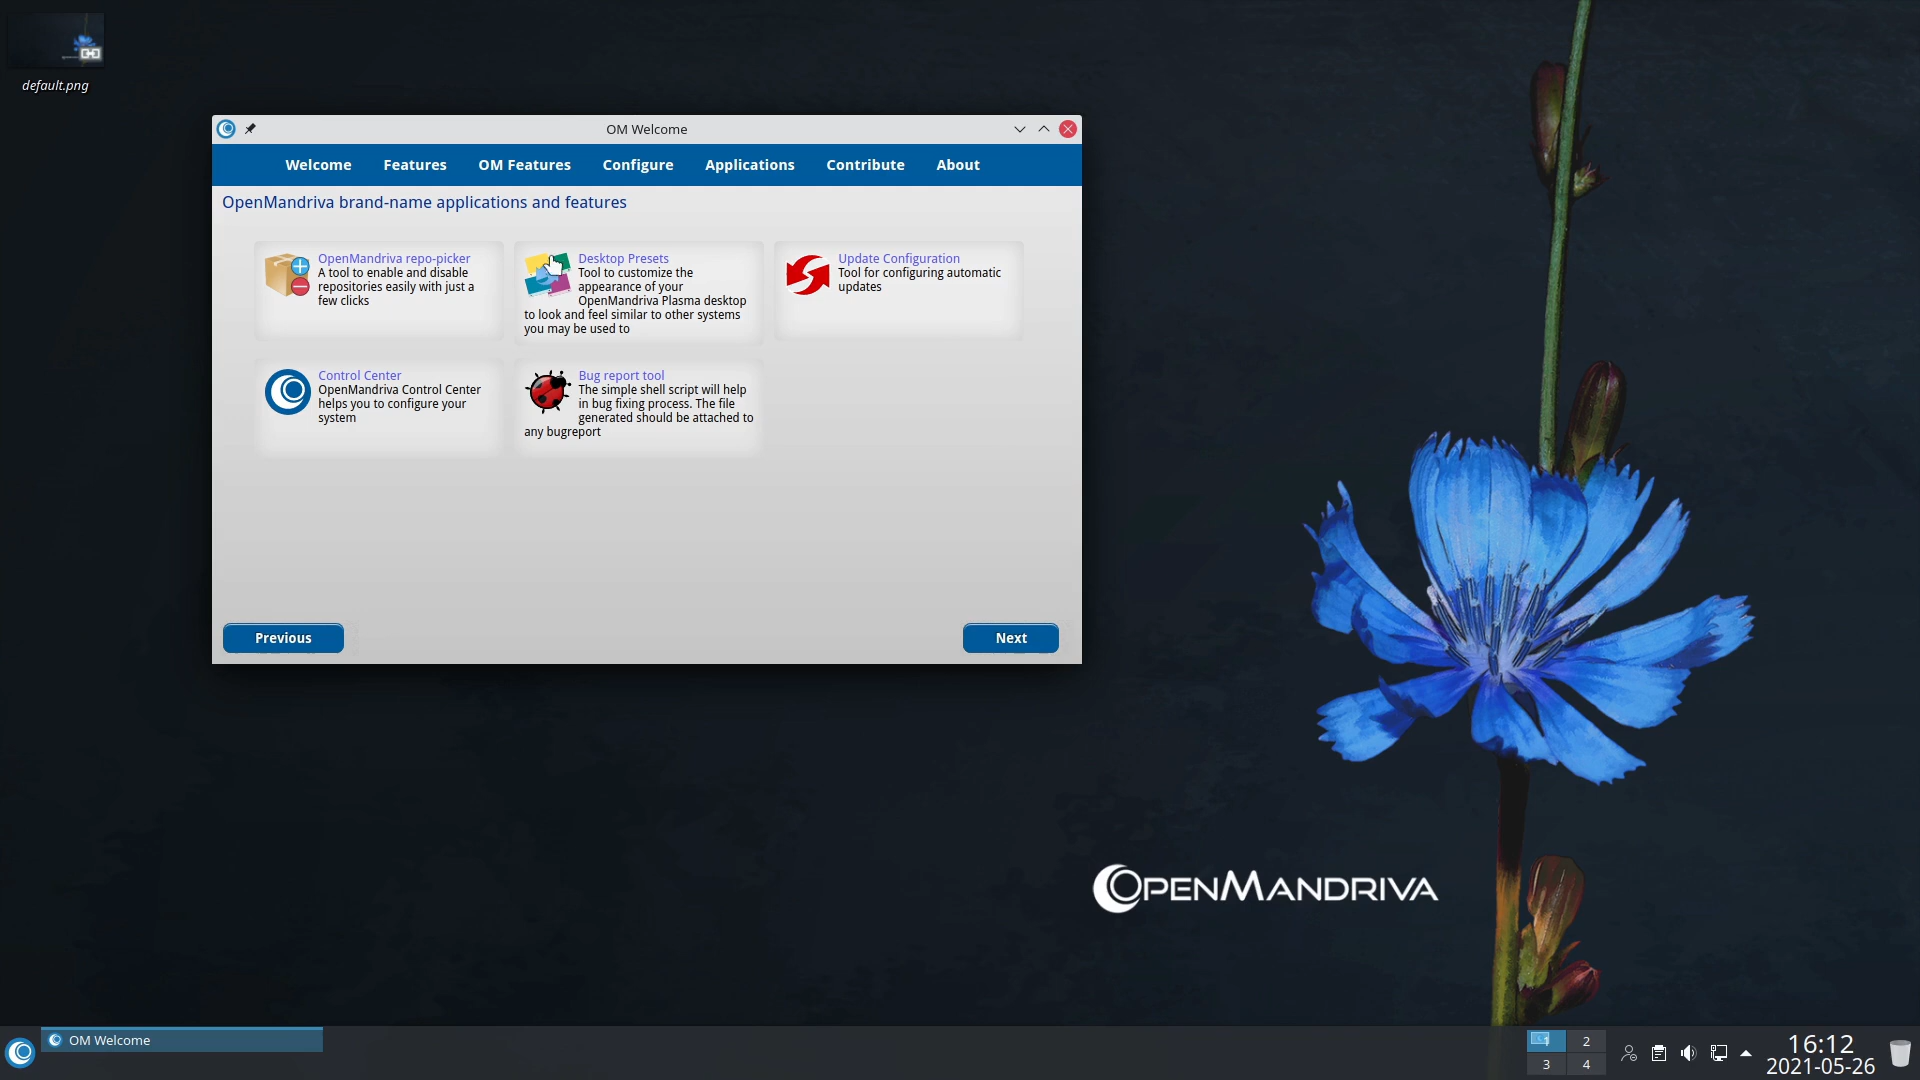 default.png
OM Welcome
Welcome Features OM Features Configure Applications Contribute About
OpenMandriva brand-name applications and features
OpenMandriva repo-picker
A tool to enable and disable
repositories easily with just a
few clicks
Desktop Presets
Tool to customize the
appearance of your
OpenMandriva Plasma desktop
to look and feel similar to other systems
you may be used to
Update Configuration
Tool for configuring automatic
updates
Control Center
OpenMandriva Control Center
helps you to configure your
system
Bug report tool
The simple shell script will help
in bug fixing process. The file
generated should be attached to
any bugreport
Previous
Next
OPENMANDRIVA
OM Welcome
1 2
3 4
16:12
2021-05-26